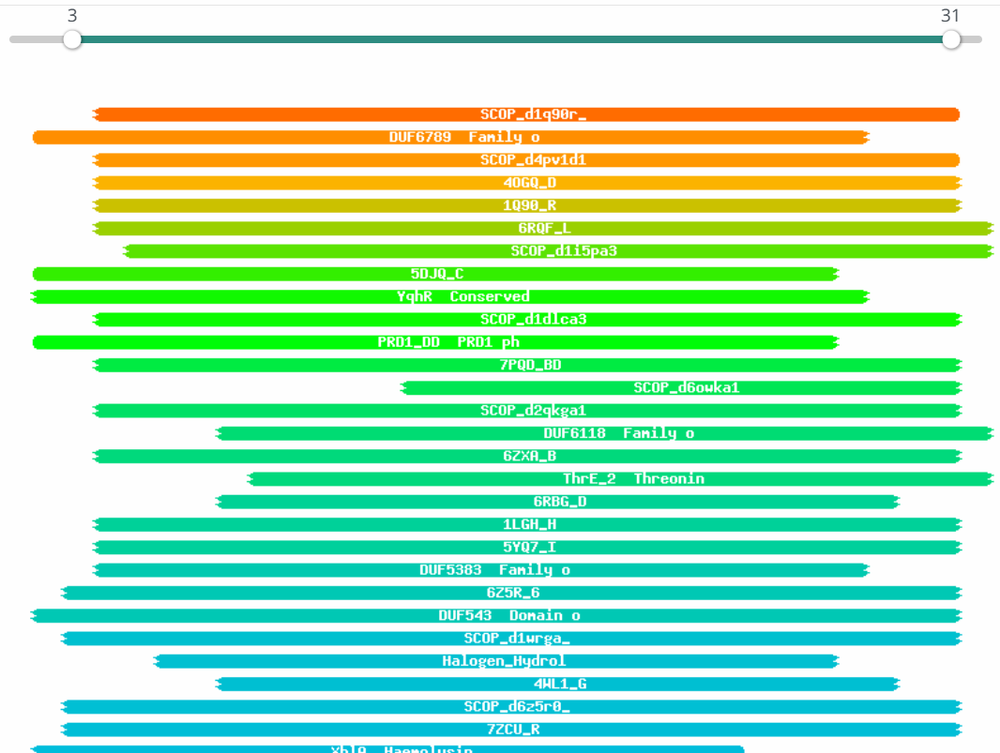 3 31
SCOP_d1q90r_
DUF6789 Family o
SCOP_d4pv1d1
4OGQ_D
1Q90_R
6RQF_L
SCOP_d1i5pa3
5DJQ_C
YqhR Conserved
SCOP_d1dlca3
PRD1_DD PRD1 ph
7PQD_BD
SCOP_d6owka1
SCOP_d2qkga1
DUF6118 Family o
6ZXA_B
ThrE_2 Threonin
6RBG_D
1LGH_H
5YQ7_I
DUF5383 Family o
6Z5R_6
DUF543 Domain o
SCOP_d1wrga_
Halogen_Hydrol
4WL1_G
SCOP_d6z5r0_
7ZCU_R
XhlA Haemolysin